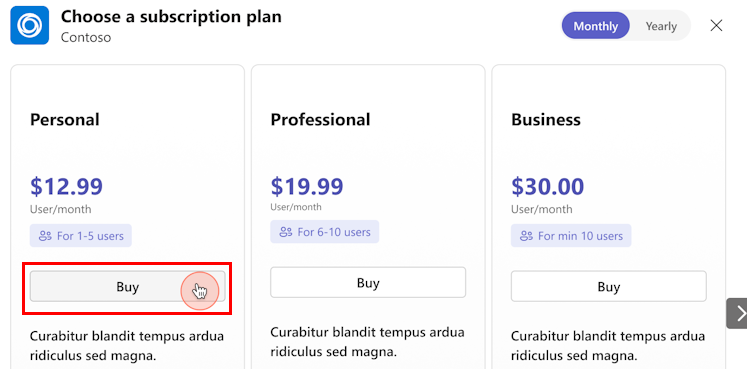 Choose a subscription plan
Contoso
Monthly
Yearly
Personal
$12.99
User/month
For 1-5 users
Buy
Curabitur blandit tempus ardua
ridiculus sed magna.
Professional
$19.99
User/month
For 6-10 users
Buy
Curabitur blandit tempus ardua
ridiculus sed magna.
Business
$30.00
User/month
For min 10 users
Buy
Curabitur blandit tempus ardua
ridiculus sed magna.